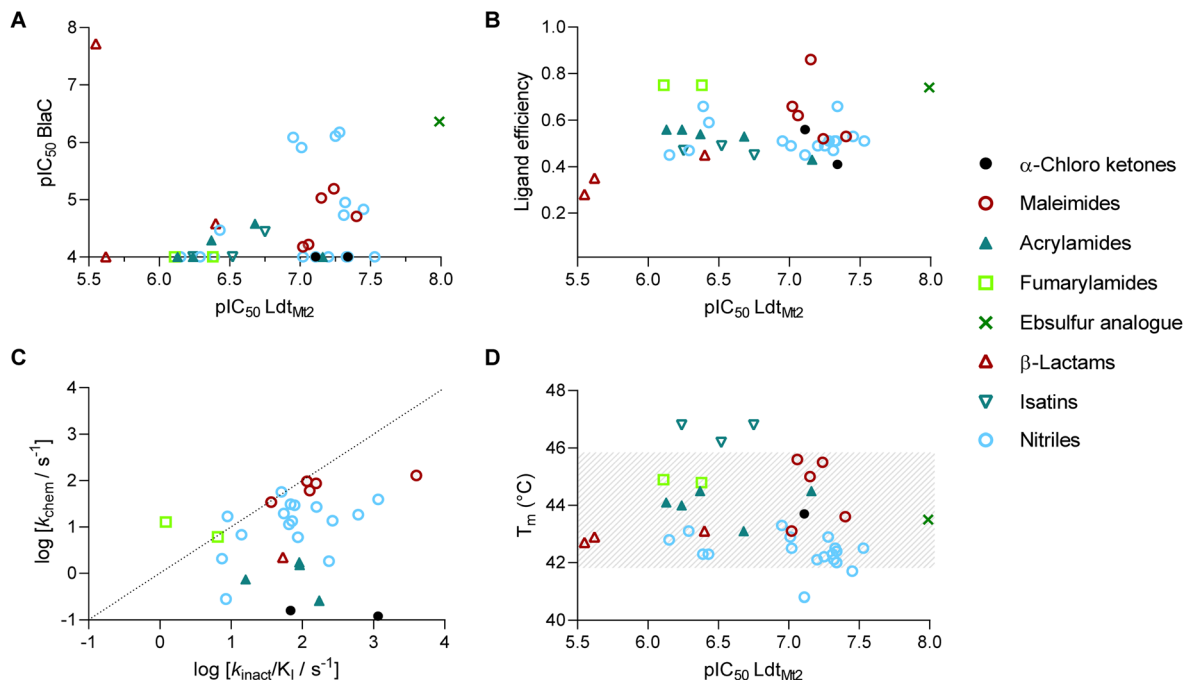 A
8
7
6
5
4
pIC50 BlaC
5.5 6.0 6.5 7.0 7.5 8.0
pIC50 LdtMt2
B
1.0
0.8
0.6
0.4
0.2
Ligand efficiency
5.5 6.0 6.5 7.0 7.5 8.0
pIC50 LdtMt2
α-Chloro ketones
Maleimides
Acrylamides
Fumarylamides
Ebsulfur analogue
β-Lactams
Isatins
Nitriles
C
4
3
2
1
0
-1
log [kchem / s-1]
-1 0 1 2 3 4
log [kinact/KI / s-1]
D
48
46
44
42
40
Tm (°C)
5.5 6.0 6.5 7.0 7.5 8.0
pIC50 LdtMt2